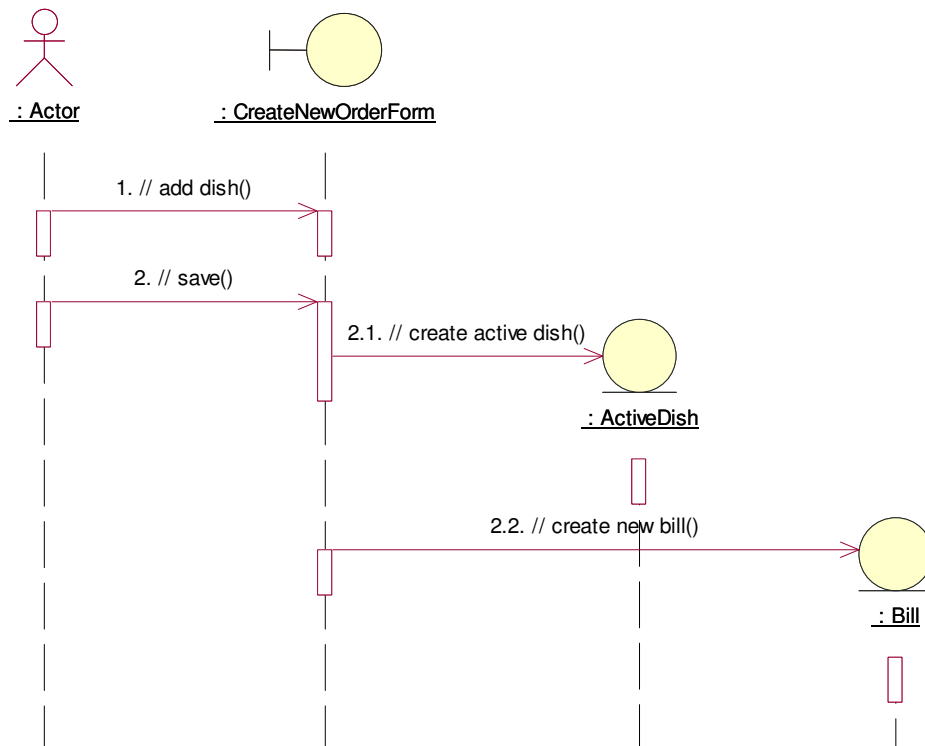 : Actor
: CreateNewOrderForm
1. // add dish()
2. // save()
2.1. // create active dish()
: ActiveDish
2.2. // create new bill()
: Bill